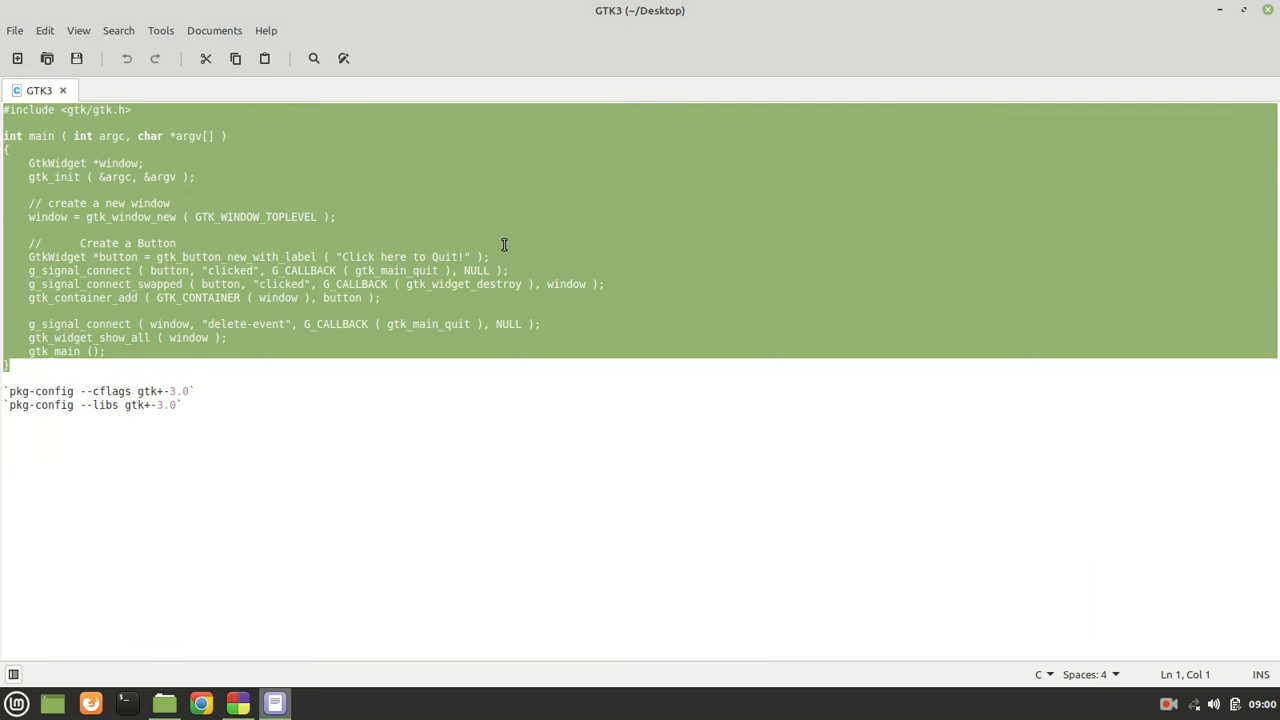 GTK3 (~/Desktop)
File Edit View Search Tools Documents Help
GTK3
#include <gtk/gtk.h>
int main ( int argc, char *argv[] )
{
    GtkWidget *window;
    gtk_init ( &argc, &argv );
    // create a new window
    window = gtk_window_new ( GTK_WINDOW_TOPLEVEL );
    //      Create a Button
    GtkWidget *button = gtk_button_new_with_label ( "Click here to Quit!" );
    g_signal_connect ( button, "clicked", G_CALLBACK ( gtk_main_quit ), NULL );
    g_signal_connect_swapped ( button, "clicked", G_CALLBACK ( gtk_widget_destroy ), window );
    gtk_container_add ( GTK_CONTAINER ( window ), button );
    g_signal_connect ( window, "delete-event", G_CALLBACK ( gtk_main_quit ), NULL );
    gtk_widget_show_all ( window );
    gtk_main ();
}
`pkg-config --cflags gtk+-3.0`
`pkg-config --libs gtk+-3.0`
C Spaces: 4 Ln 1, Col 1 INS
09:00